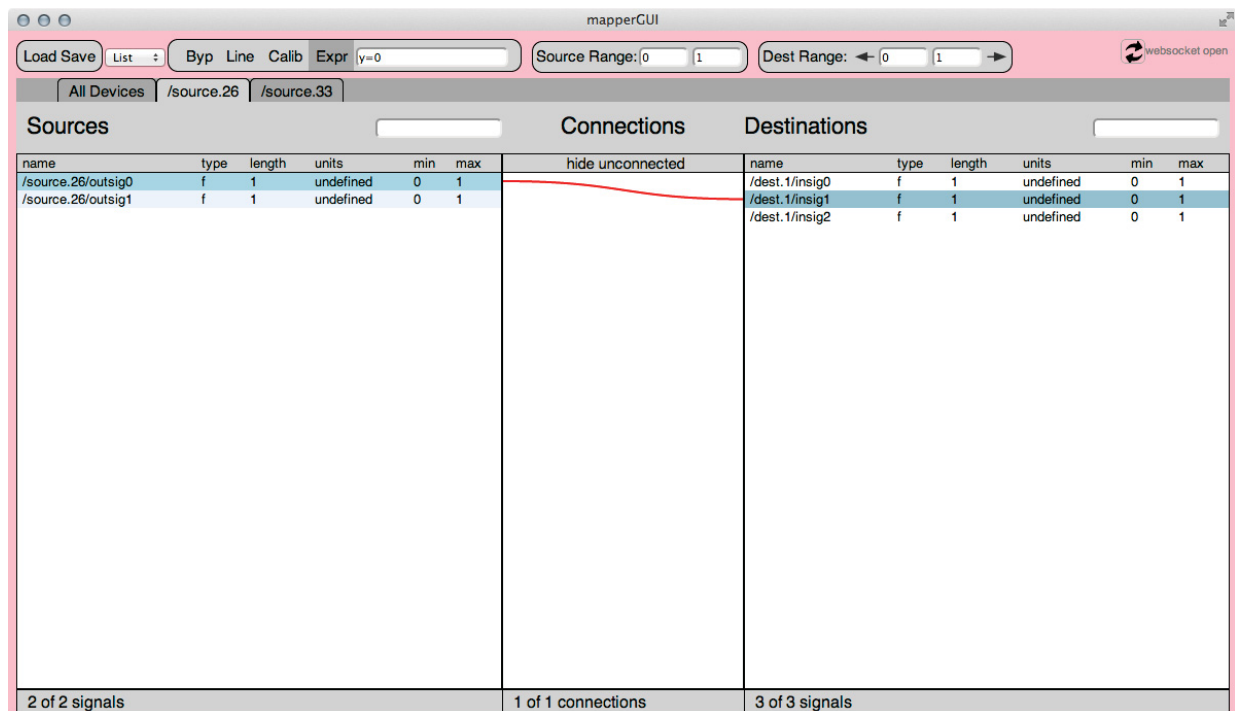 mapperGUI
Load Save List Byp Line Calib Expr y=0 Source Range: 0 1 Dest Range: 0 1 websocket open
All Devices /source.26 /source.33
Sources Connections Destinations
name type length units min max hide unconnected name type length units min max
/source.26/outsig0 f 1 undefined 0 1 /dest.1/insig0 f 1 undefined 0 1
/source.26/outsig1 f 1 undefined 0 1 /dest.1/insig1 f 1 undefined 0 1
/dest.1/insig2 f 1 undefined 0 1
2 of 2 signals 1 of 1 connections 3 of 3 signals